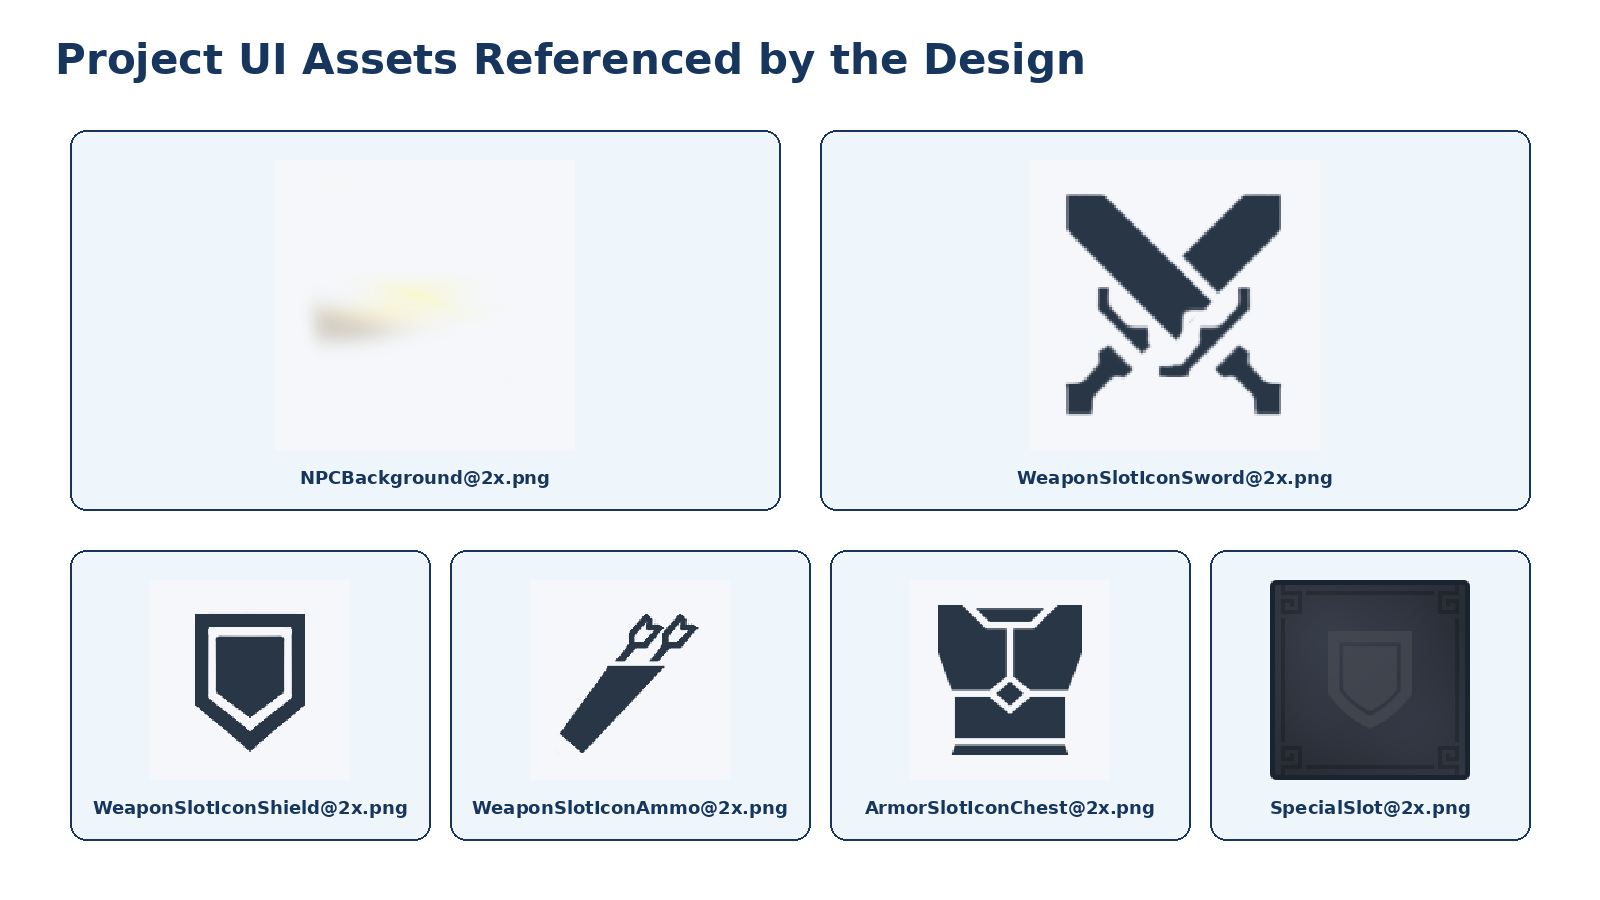 Project UI Assets Referenced by the Design
NPCBackground@2x.png
WeaponSlotIconSword@2x.png
WeaponSlotIconShield@2x.png
WeaponSlotIconAmmo@2x.png
ArmorSlotIconChest@2x.png
SpecialSlot@2x.png